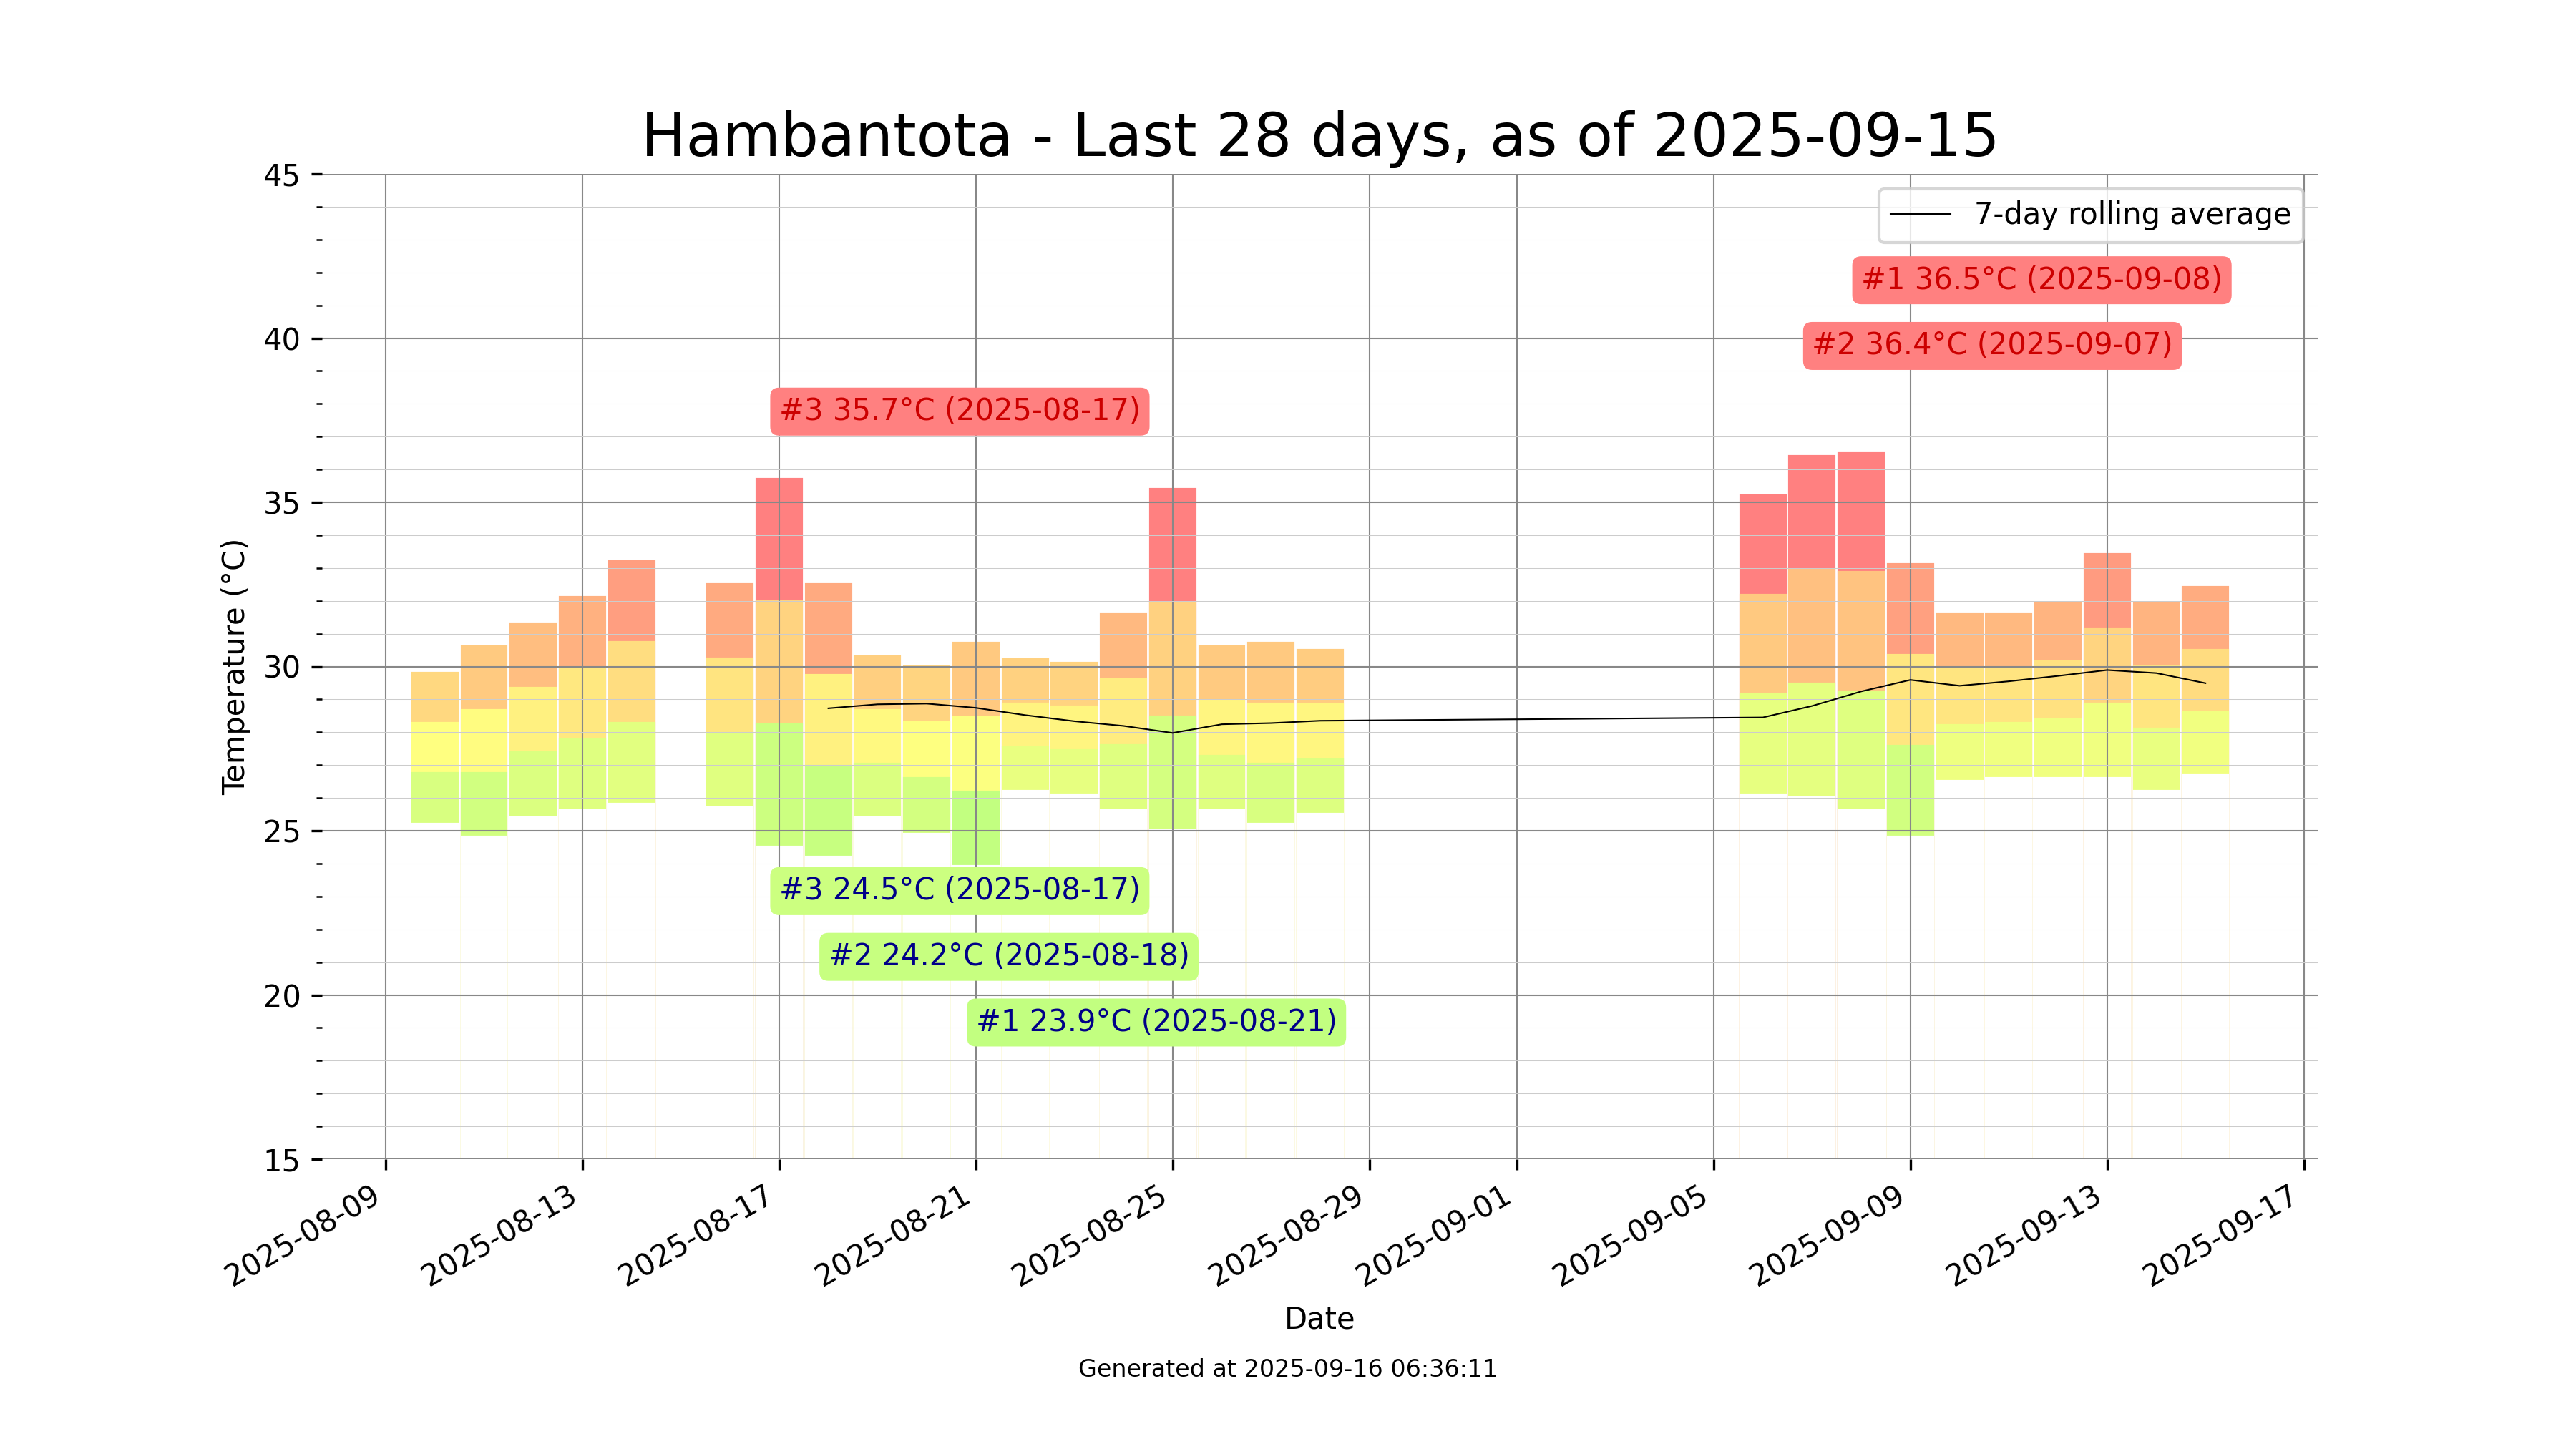 Hambantota - Last 28 days, as of 2025-09-15
45
40
35
30
25
20
15
Temperature (°C)
7-day rolling average
#1 36.5°C (2025-09-08)
#2 36.4°C (2025-09-07)
#3 35.7°C (2025-08-17)
#3 24.5°C (2025-08-17)
#2 24.2°C (2025-08-18)
#1 23.9°C (2025-08-21)
2025-08-09
2025-08-13
2025-08-17
2025-08-21
2025-08-25
2025-08-29
2025-09-01
2025-09-05
2025-09-09
2025-09-13
2025-09-17
Date
Generated at 2025-09-16 06:36:11